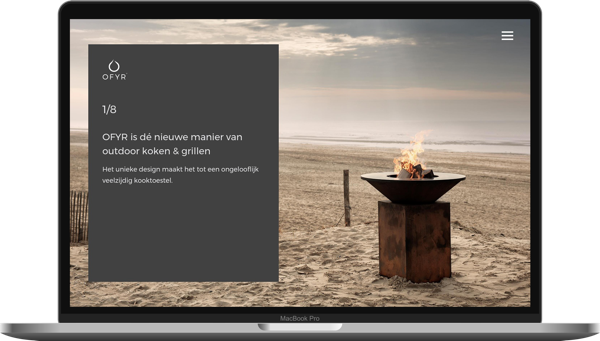 OFYR
1/8
OFYR is dé nieuwe manier van
outdoor koken & grillen
Het unieke design maakt het tot een ongelooflijk
veelzijdig kooktoestel.
MacBook Pro